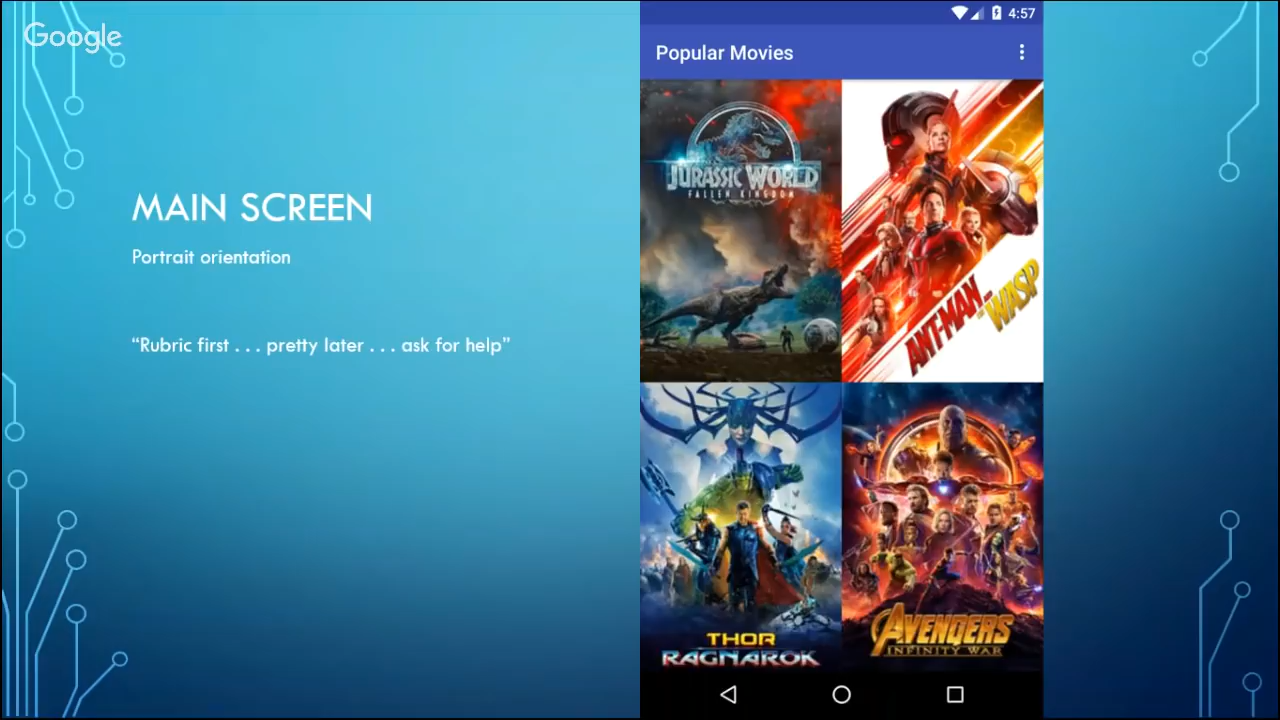 Google
MAIN SCREEN
Portrait orientation
“Rubric first . . . pretty later . . . ask for help”
4:57
Popular Movies
JURASSIC WORLD
FALLEN KINGDOM
ANT-MAN
AND
WASP
THOR
RAGNAROK
AVENGERS
INFINITY WAR